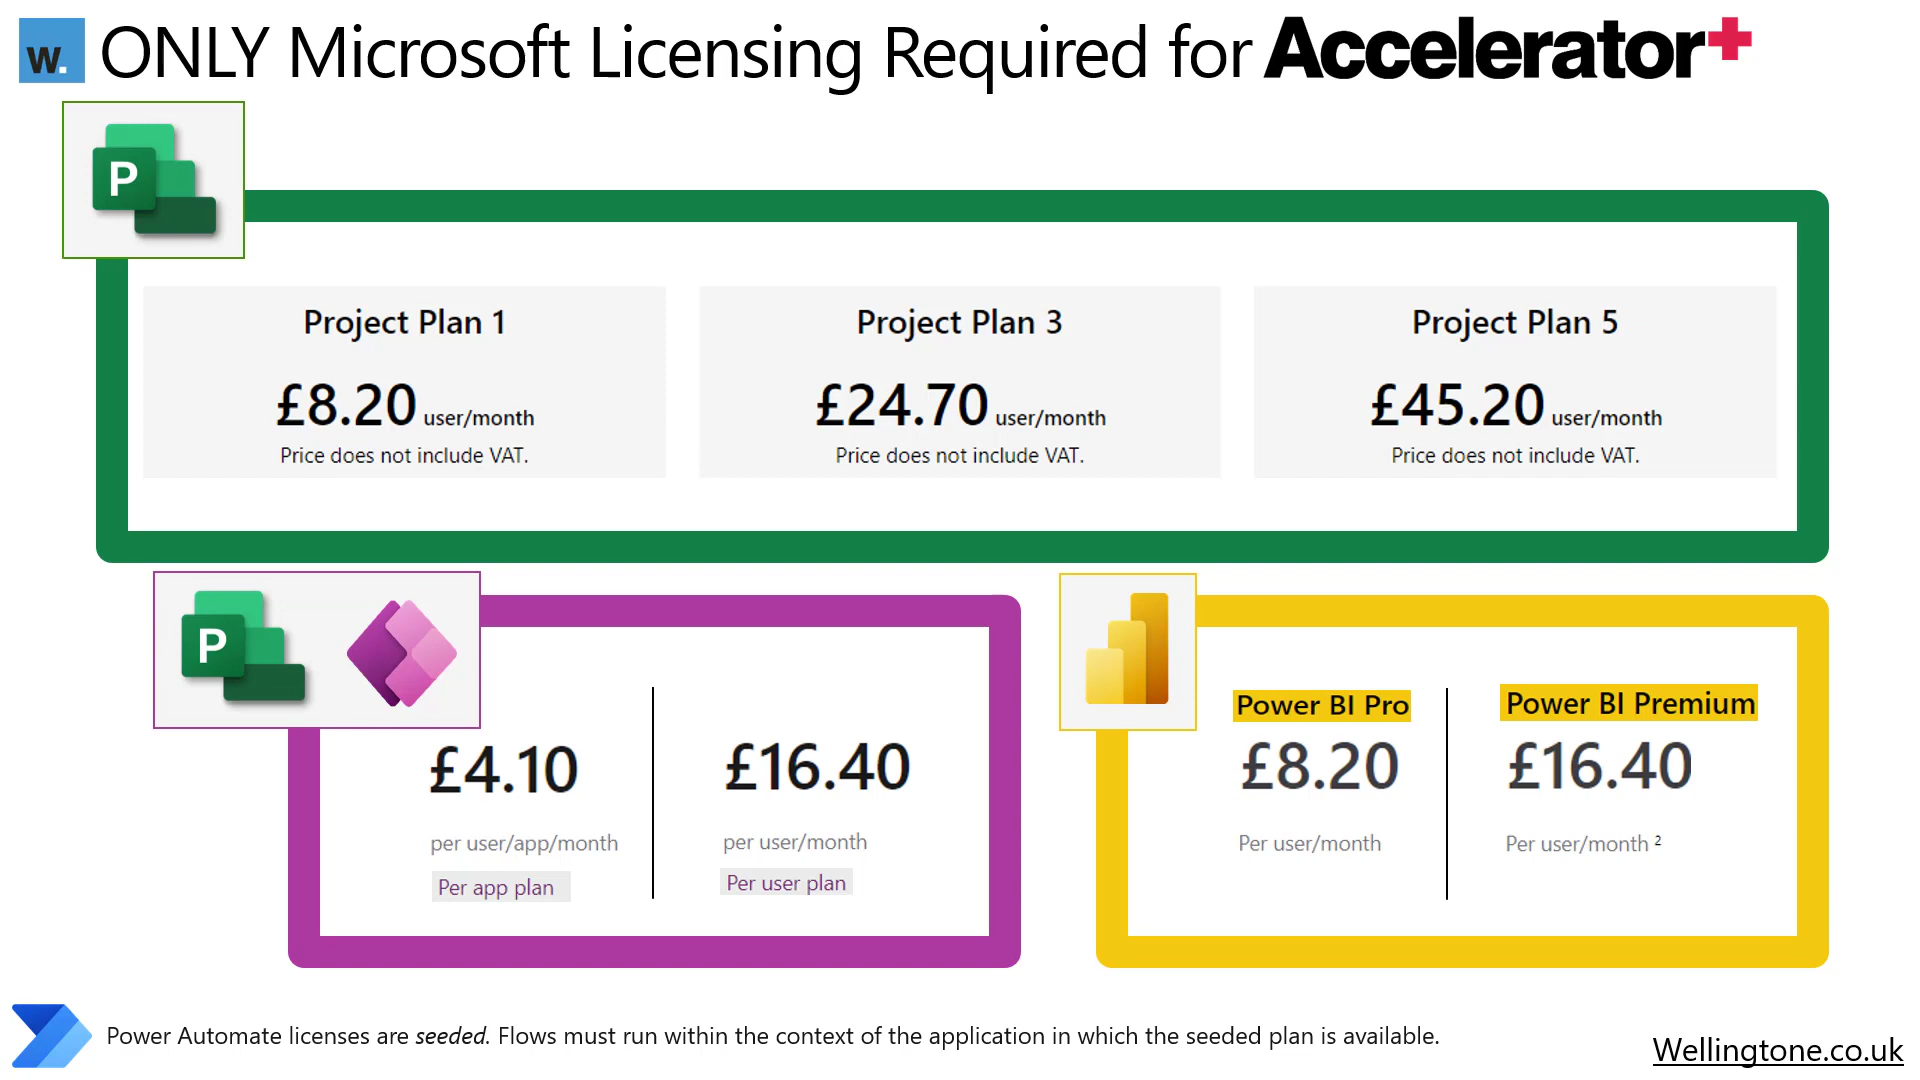 w. ONLY Microsoft Licensing Required for Accelerator+
P
Project Plan 1
£8.20 user/month
Price does not include VAT.
Project Plan 3
£24.70 user/month
Price does not include VAT.
Project Plan 5
£45.20 user/month
Price does not include VAT.
P
£4.10
per user/app/month
Per app plan
£16.40
per user/month
Per user plan
Power BI Pro
£8.20
Per user/month
Power BI Premium
£16.40
Per user/month ²
Power Automate licenses are seeded. Flows must run within the context of the application in which the seeded plan is available.
Wellingtone.co.uk